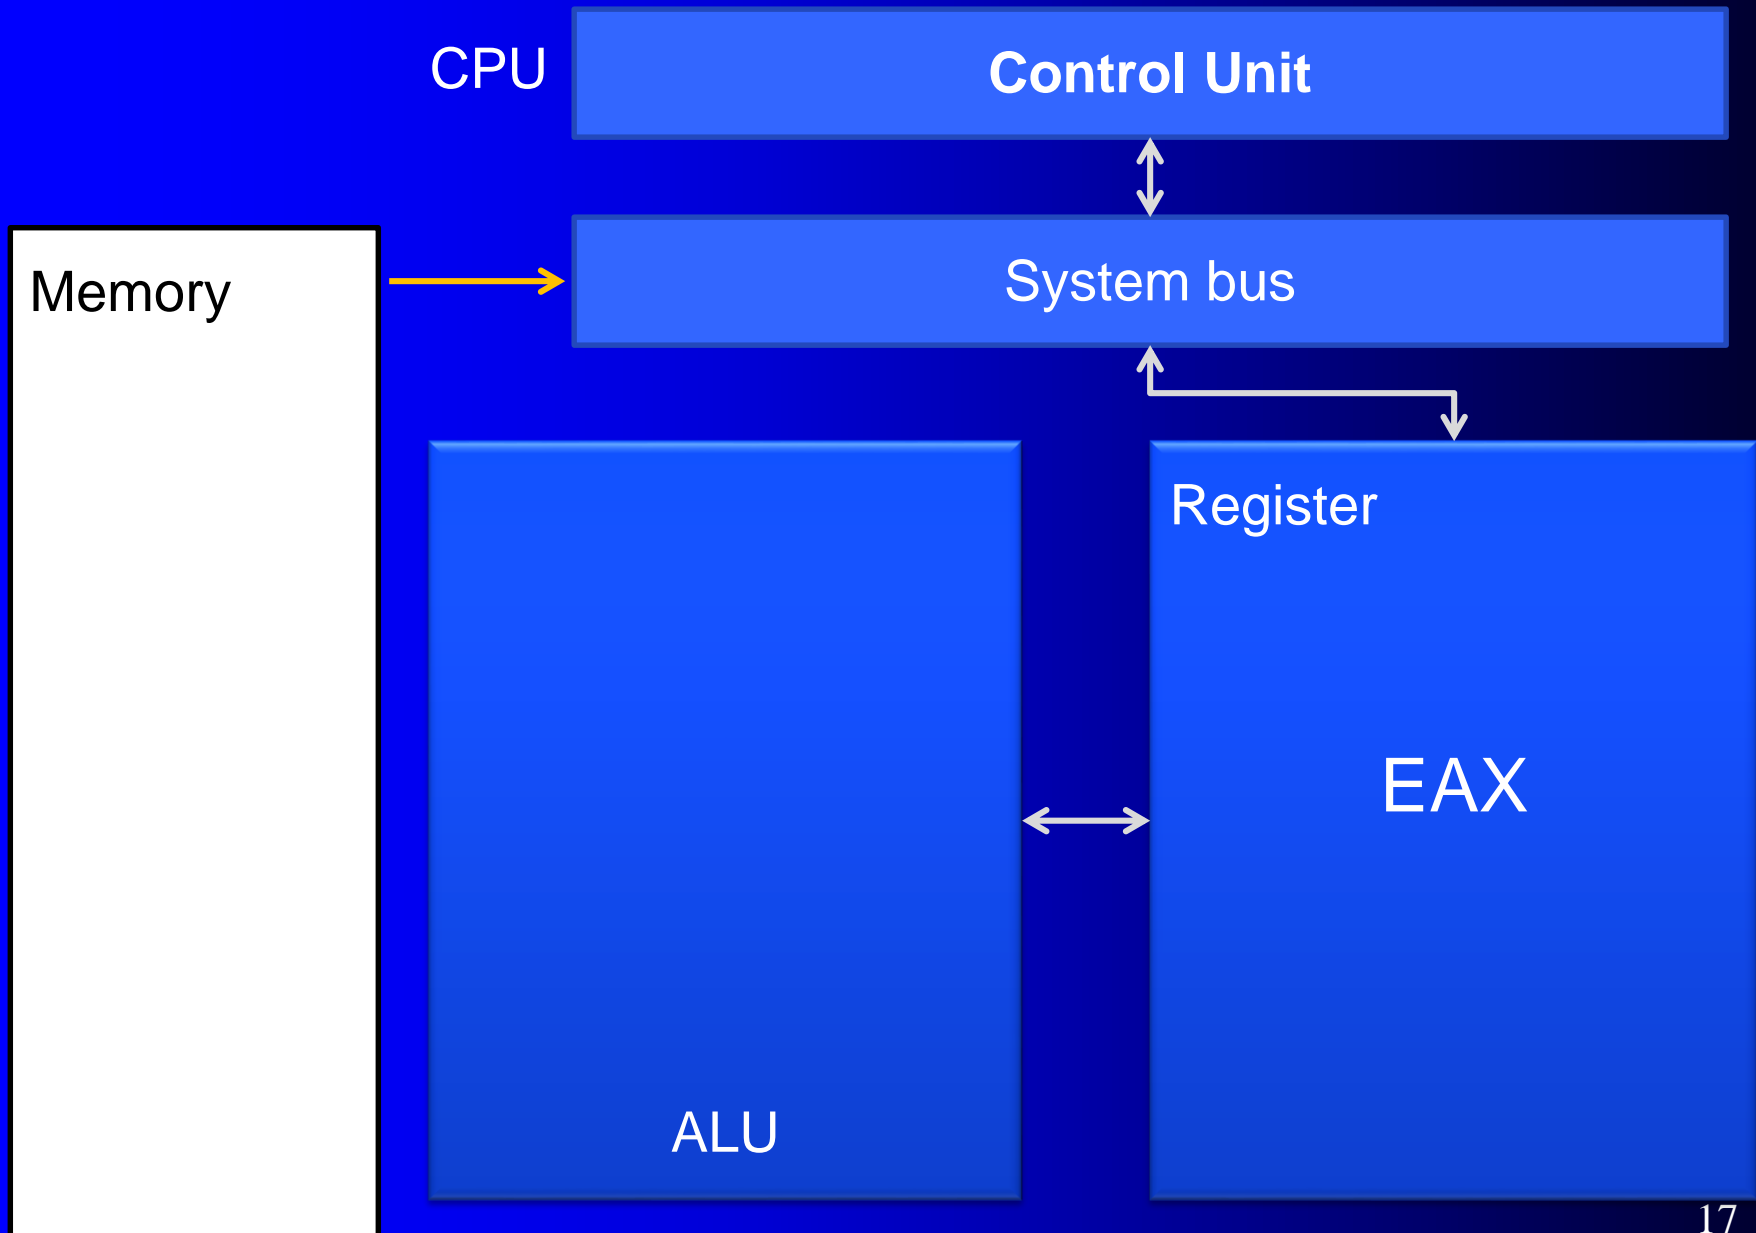 CPU
Control Unit
System bus
Memory
Register
EAX
ALU
17